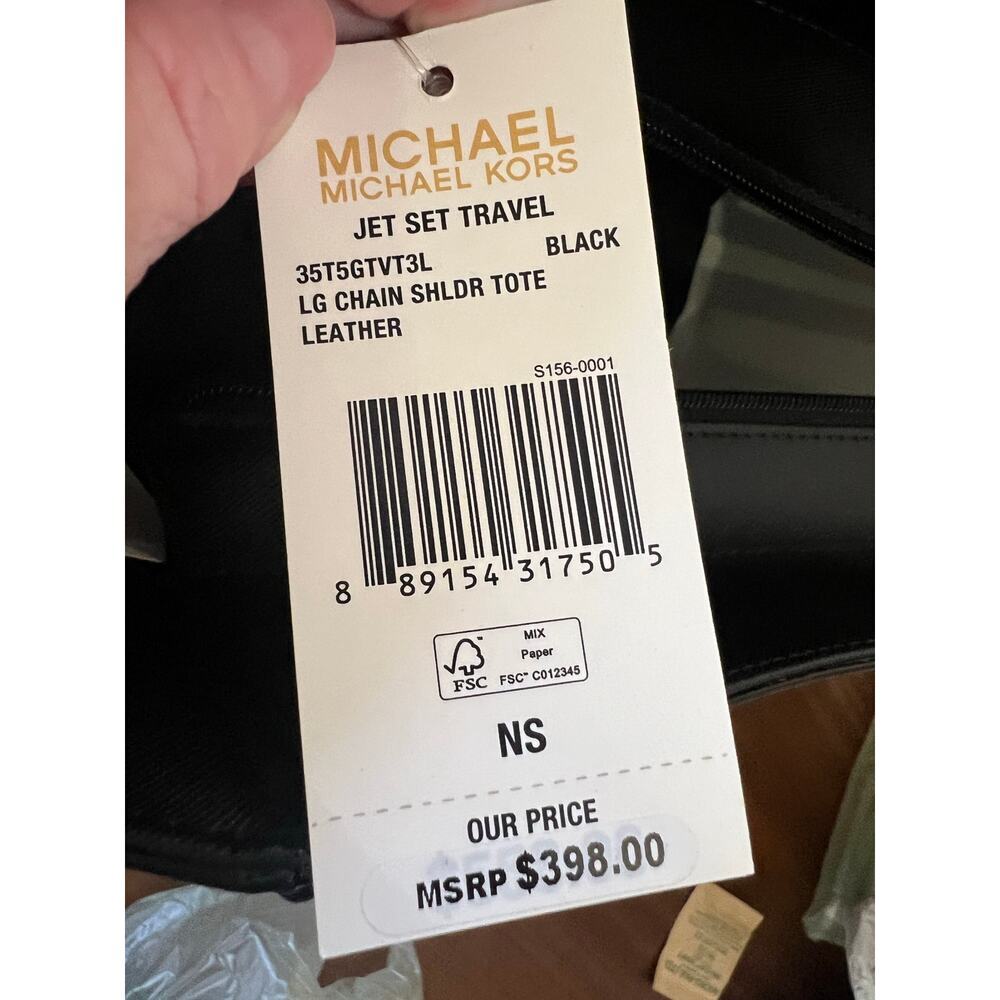 MICHAEL
MICHAEL KORS
JET SET TRAVEL
35T5GTVT3L BLACK
LG CHAIN SHLDR TOTE
LEATHER
S156-0001
8 89154 31750 5
MIX
Paper
FSC™ C012345
FSC
NS
OUR PRICE
MSRP $398.00